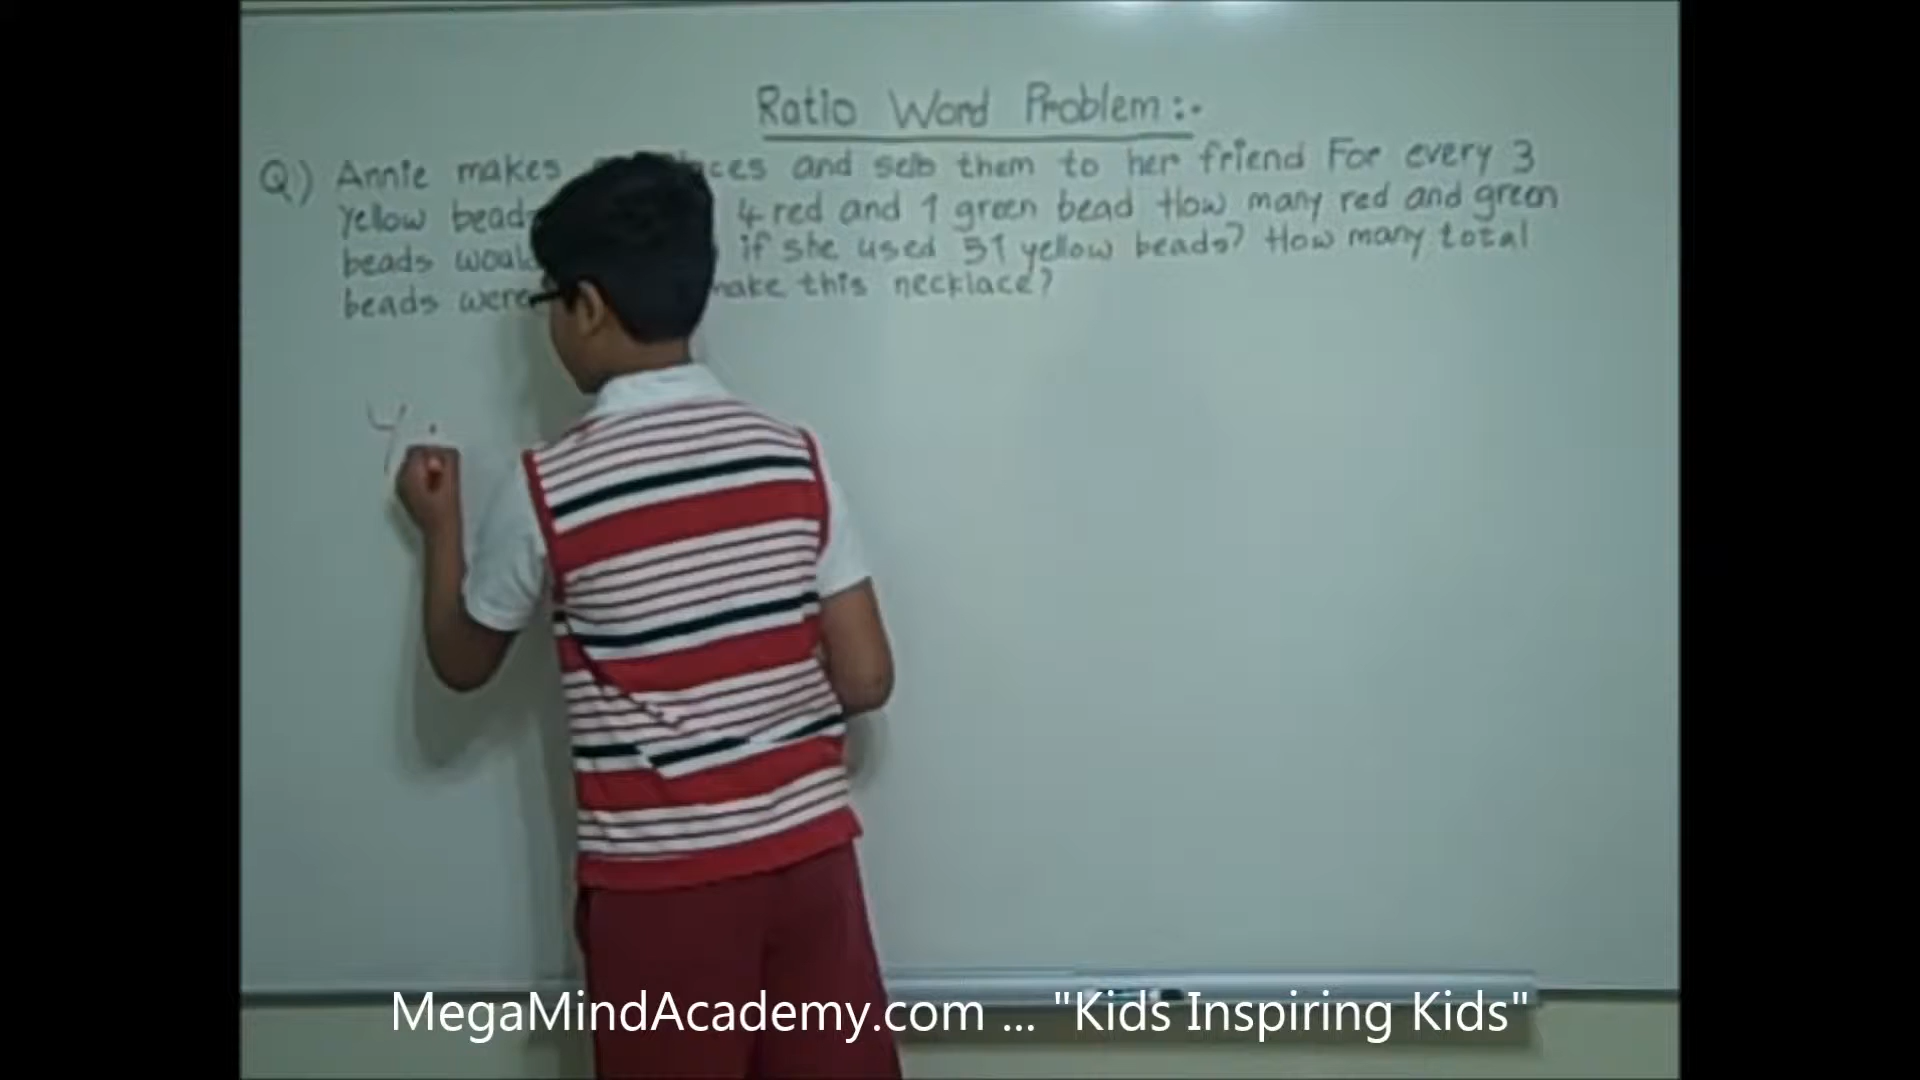 Ratio Word Problem:-
Q.) Annie makes ces and sells them to her friend For every 3
yellow beads 4 red and 1 green bead How many red and green
beads would if she used 51 yellow beads? How many total
beads were make this necklace?
y :
MegaMindAcademy.com ... "Kids Inspiring Kids"